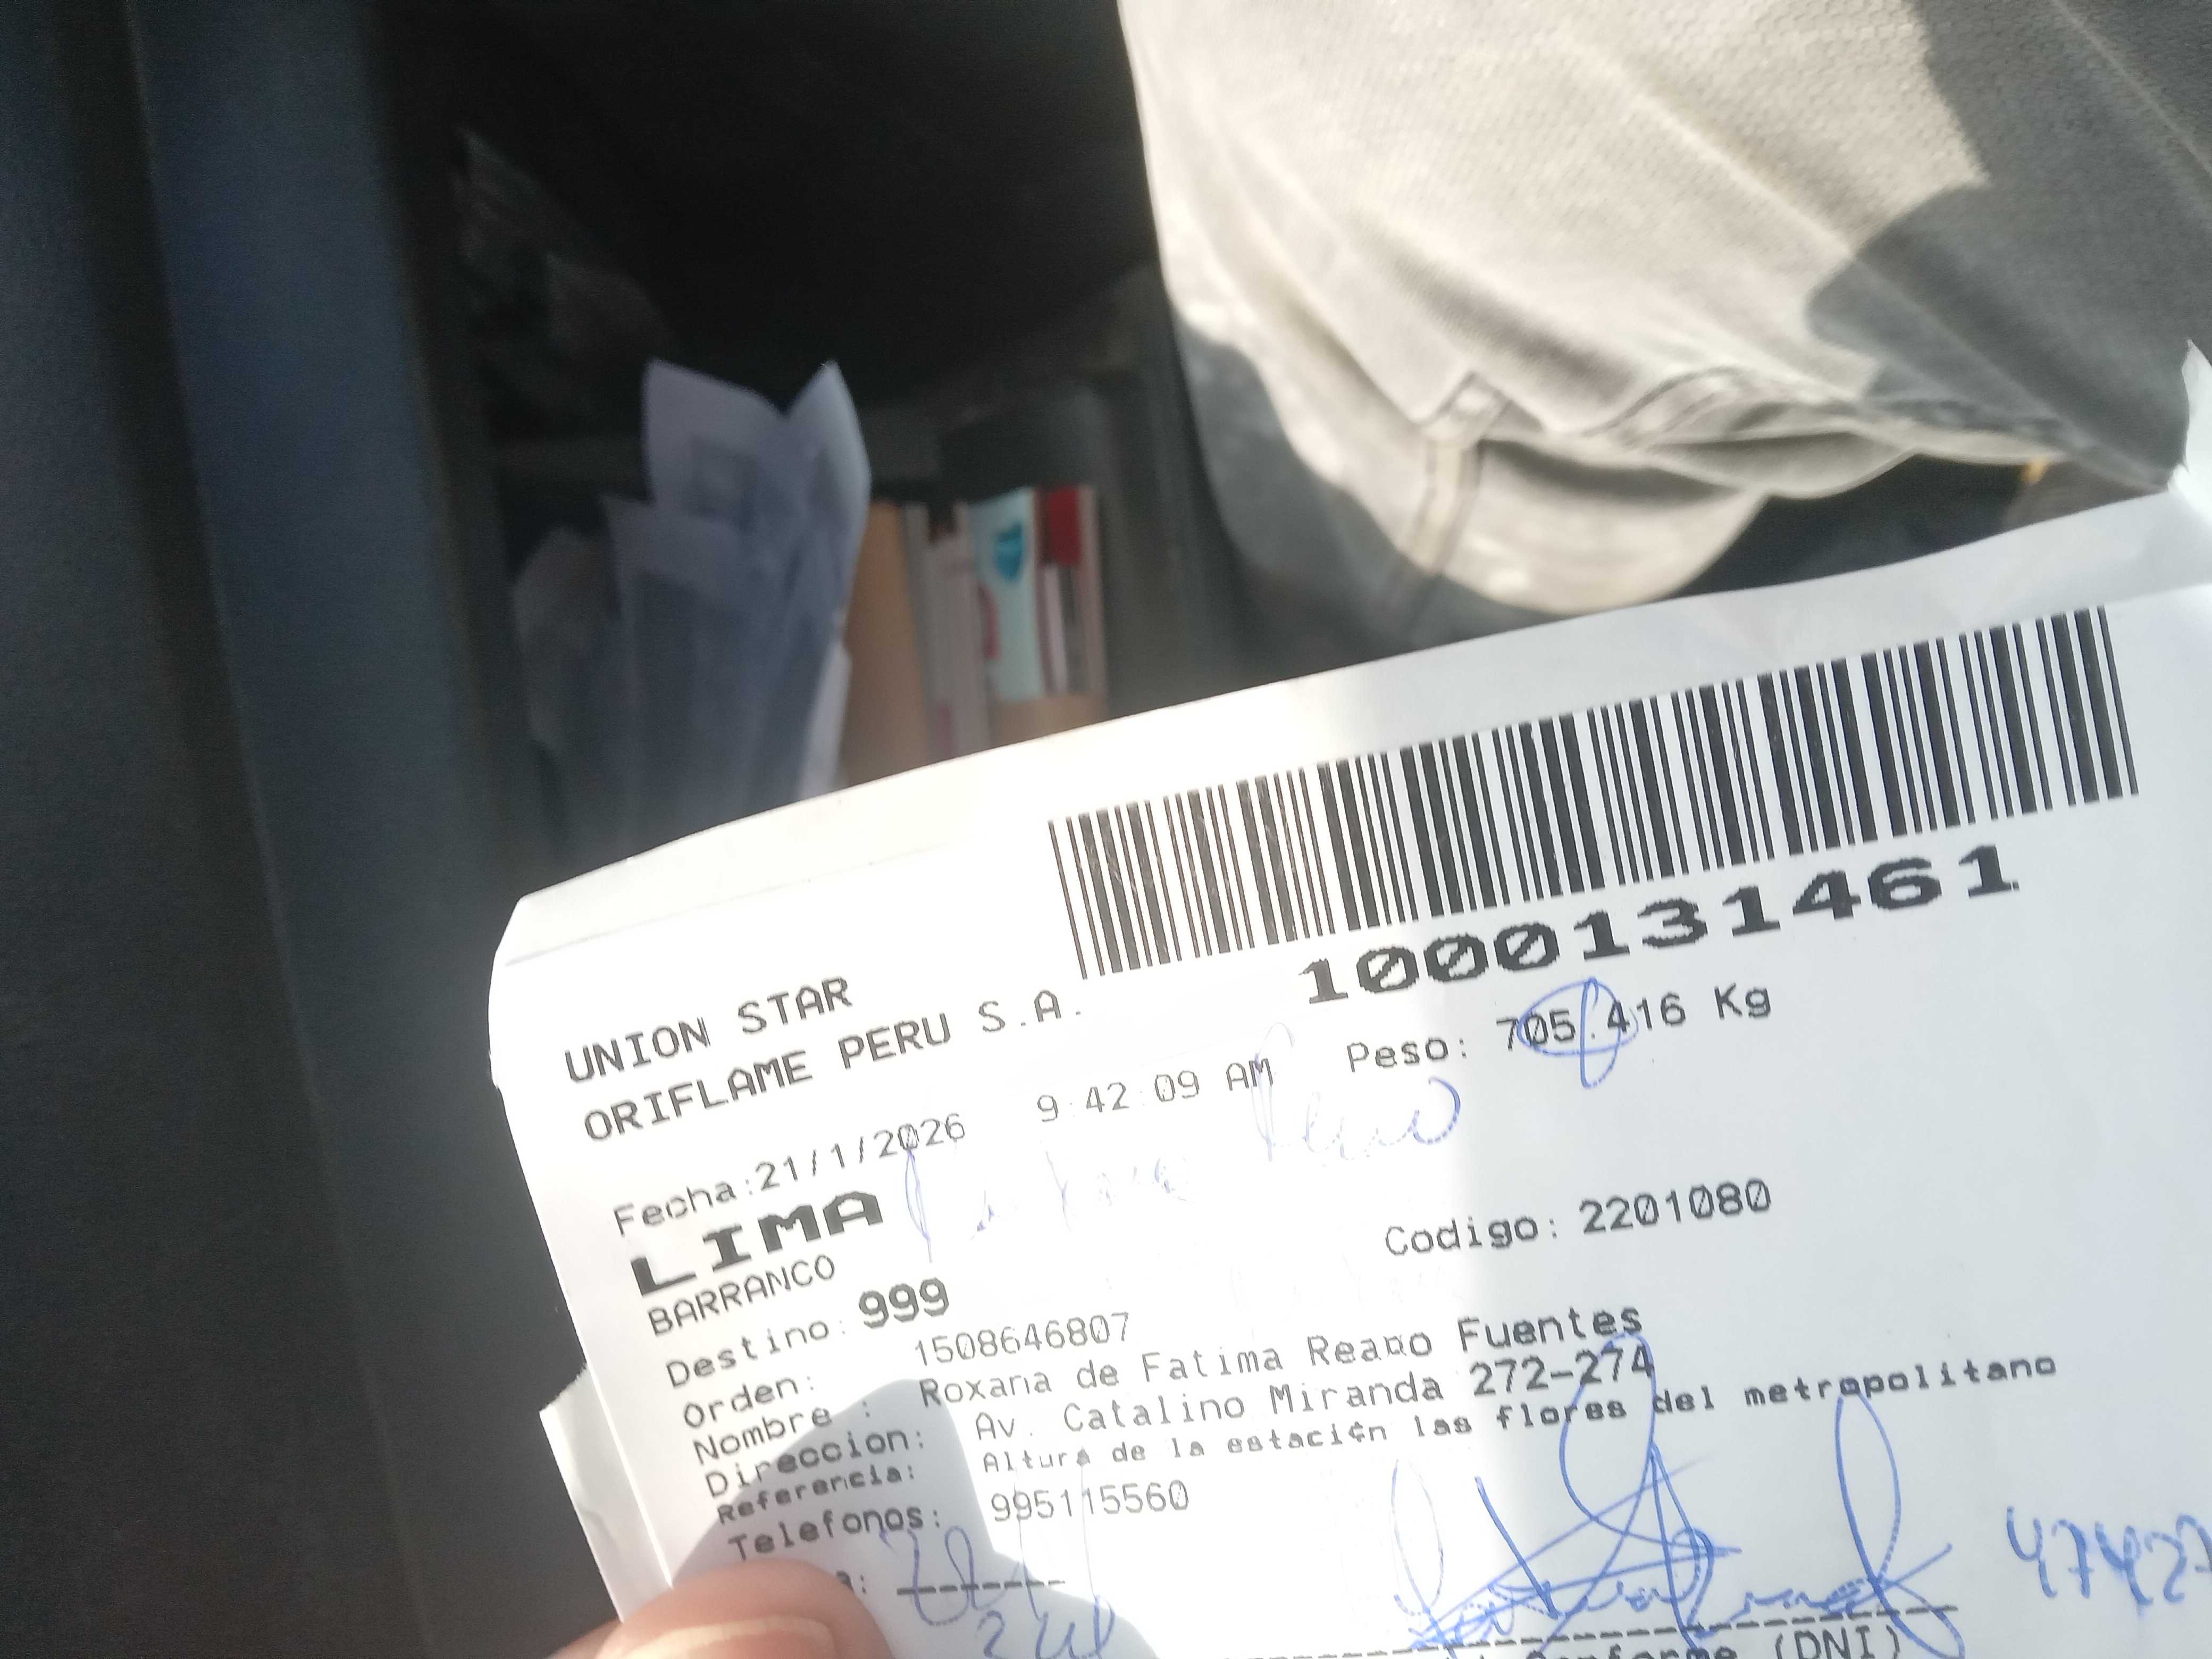 1000131461
UNION STAR
ORIFLAME PERU S.A.
Peso: 705.416 Kg
Fecha:21/1/2026 9:42:09 AM
LIMA
BARRANCO
Codigo: 2201080
Destino: 999
Orden: 1508646807
Nombre : Roxana de Fatima Reaño Fuentes
Direccion: Av. Catalino Miranda 272-274
Referencia: Altura de la estaci¢n las flores del metropolitano
Telefonos: 995115560
a:
47427
(DNI)